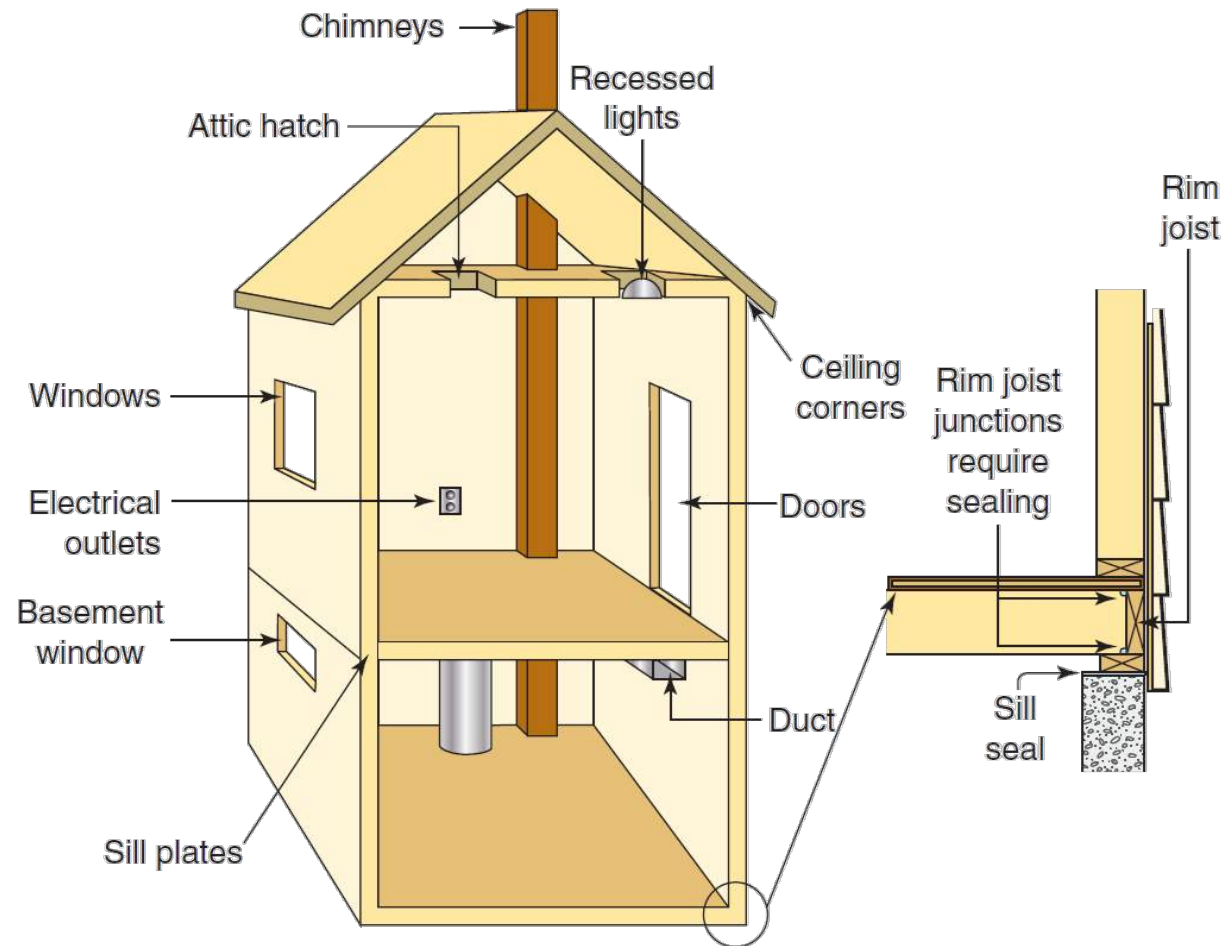 Chimneys
Recessed
lights
Attic hatch
Rim
joist
Windows
Ceiling
corners
Rim joist
junctions
require
sealing
Electrical
outlets
Doors
Basement
window
Duct
Sill
seal
Sill plates